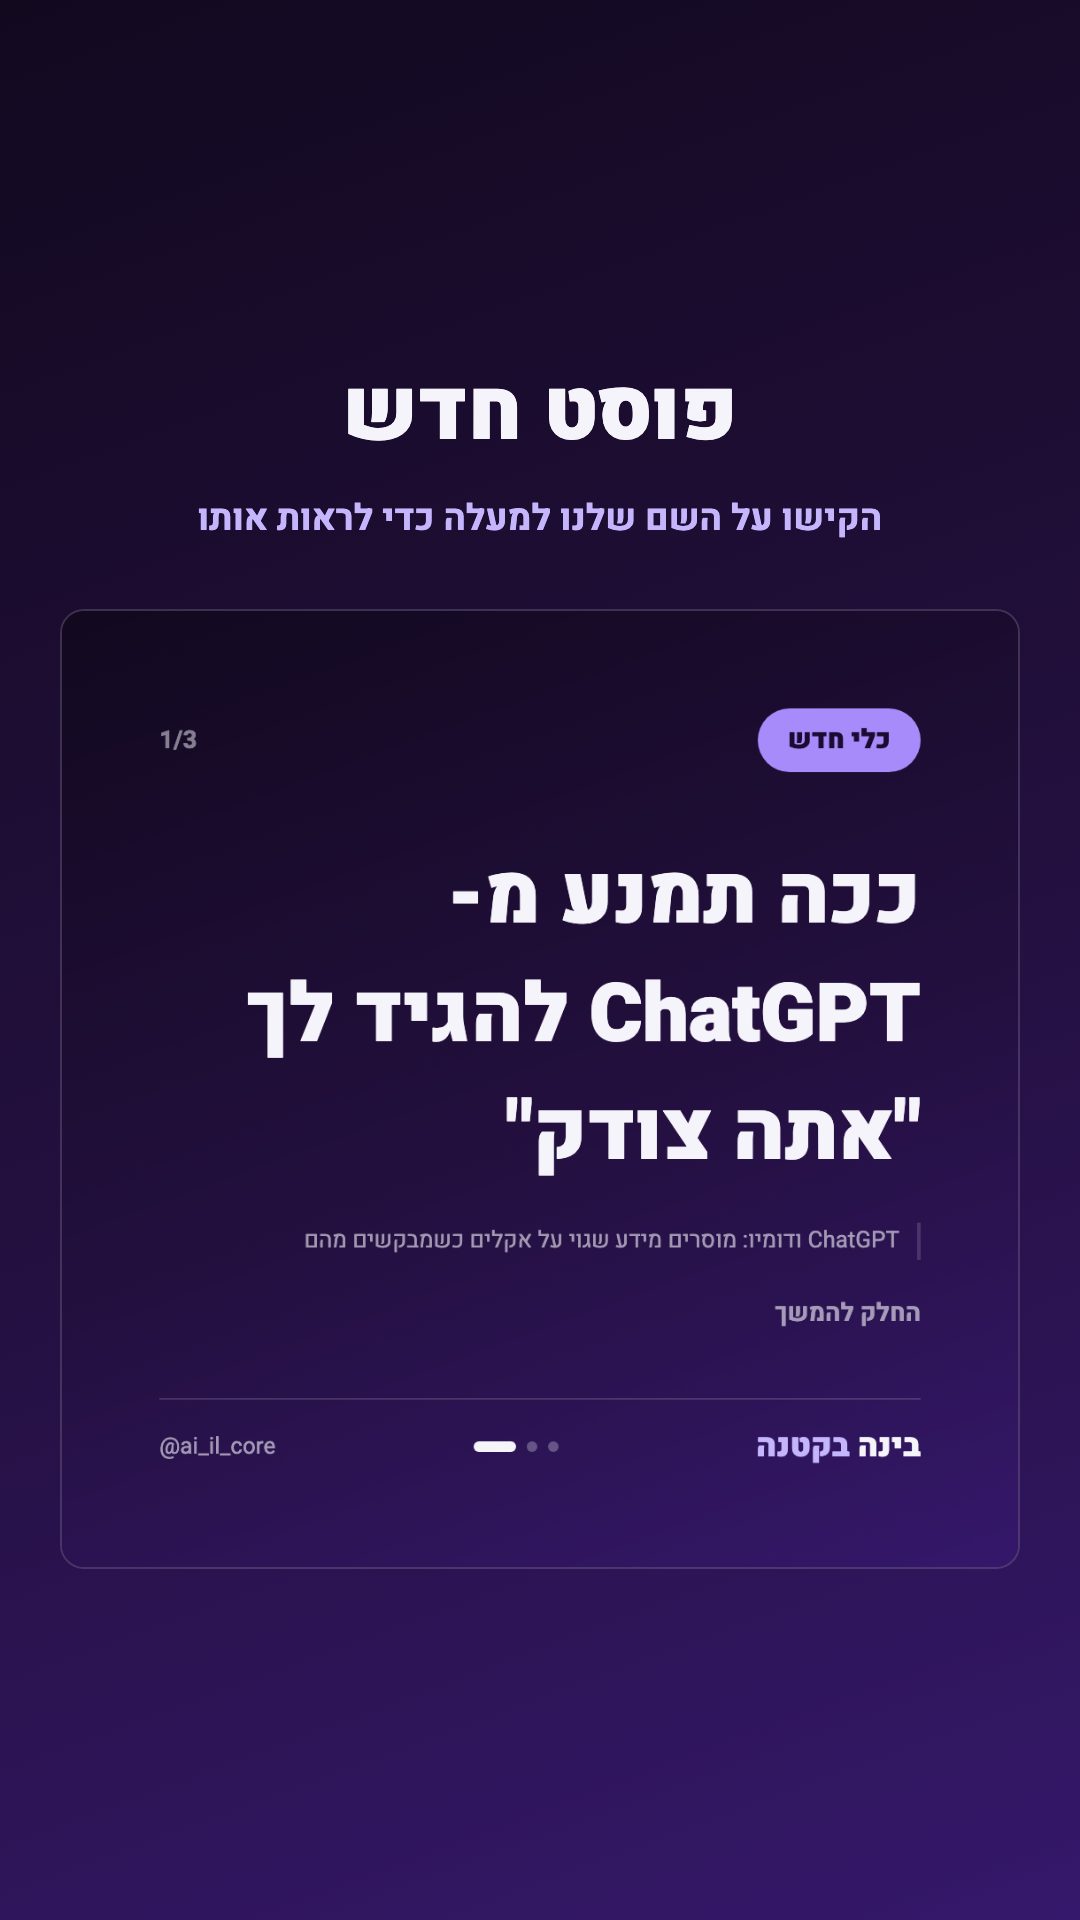 פוסט חדש
הקישו על השם שלנו למעלה כדי לראות אותו
כלי חדש
1/3
ככה תמנע מ-
ChatGPT להגיד לך
"אתה צודק"
ChatGPT ודומיו: מוסרים מידע שגוי על אקלים כשמבקשים מהם
החלק להמשך
בינה בקטנה
@ai_il_core